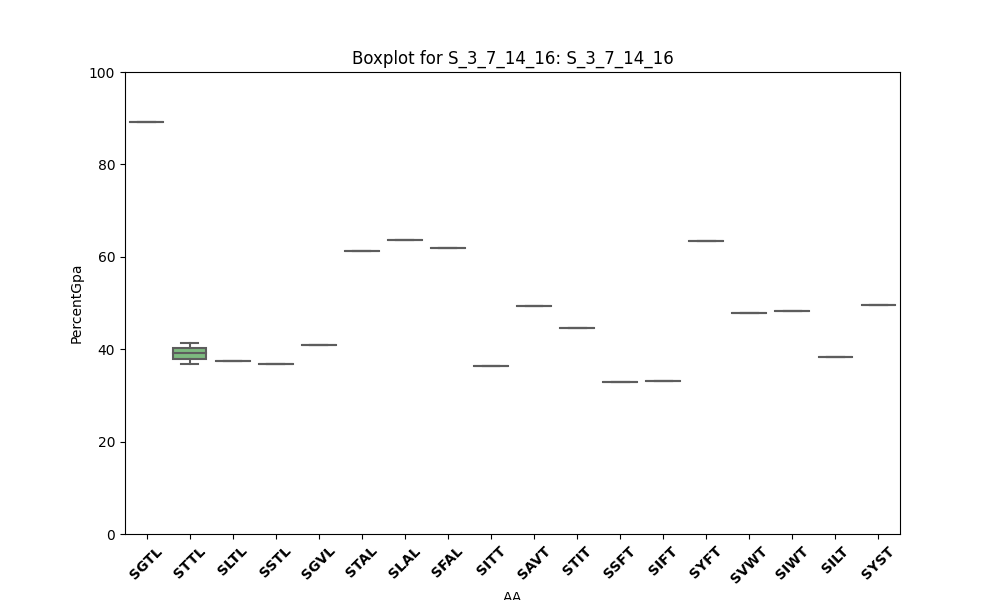 Boxplot for S_3_7_14_16: S_3_7_14_16
100
80
60
40
20
0
PercentGpa
SGTL
STTL
SLTL
SSTL
SGVL
STAL
SLAL
SFAL
SITT
SAVT
STIT
SSFT
SIFT
SYFT
SVWT
SIWT
SILT
SYST
AA